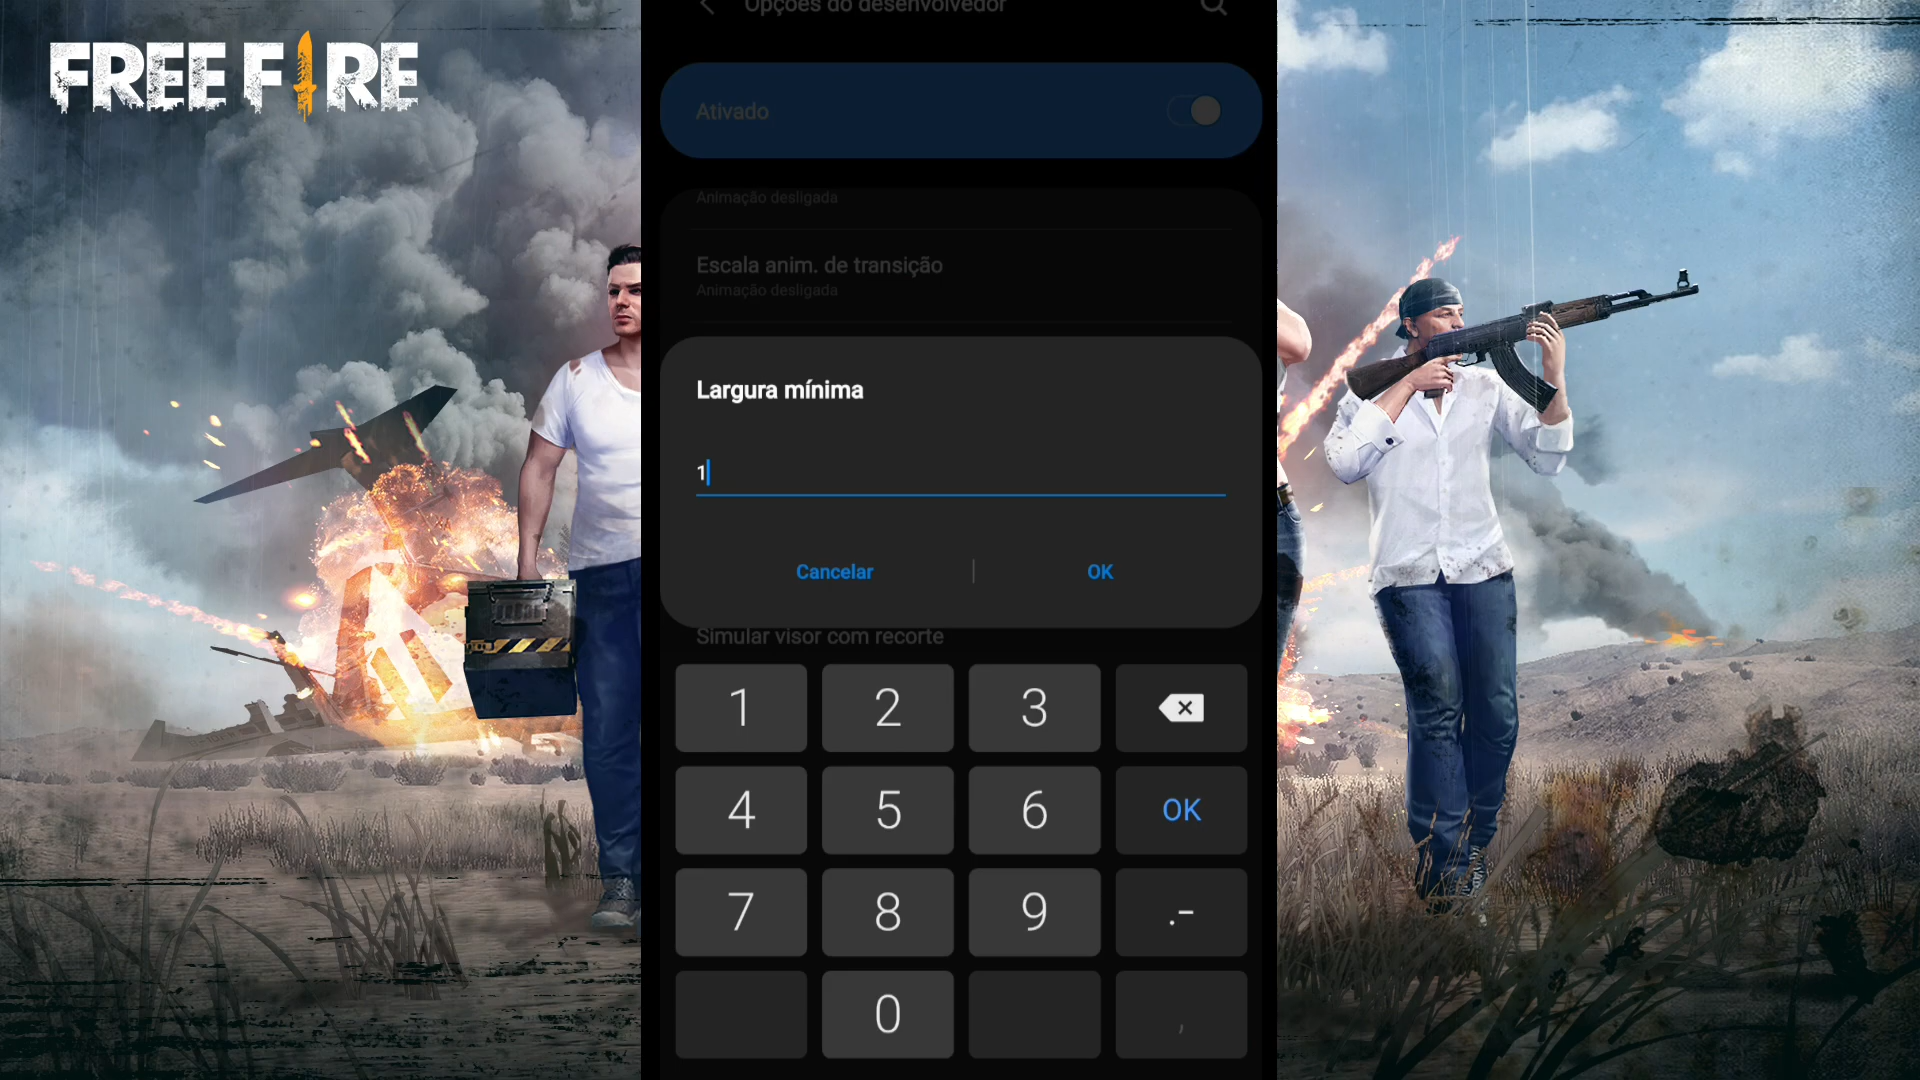 FREE FIRE
Opções do desenvolvedor
Ativado
Animação desligada
Escala anim. de transição
Animação desligada
Largura mínima
1
Cancelar
OK
Simular visor com recorte
1 2 3
4 5 6 OK
7 8 9 .-
0 ,